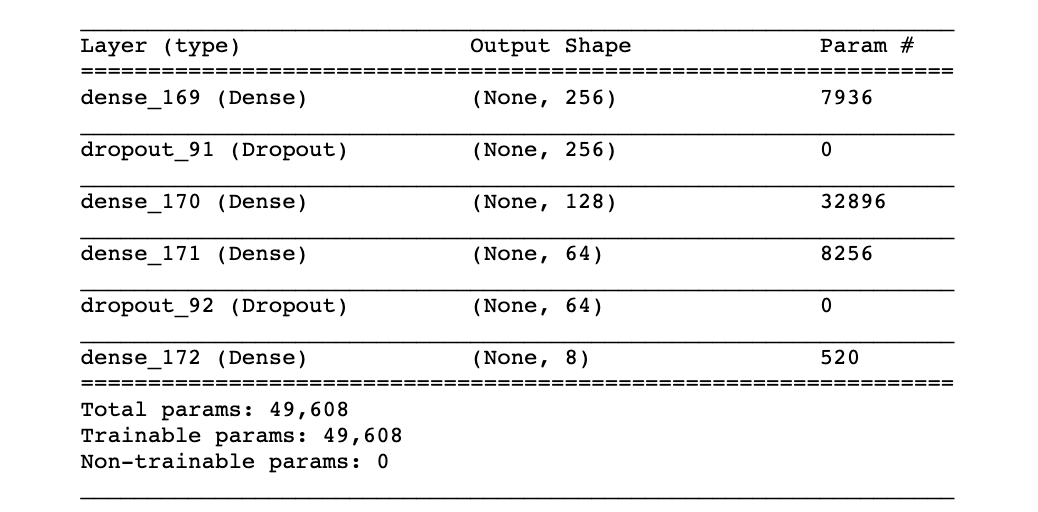 Layer (type) Output Shape Param #
=================================================================
dense_169 (Dense) (None, 256) 7936
dropout_91 (Dropout) (None, 256) 0
dense_170 (Dense) (None, 128) 32896
dense_171 (Dense) (None, 64) 8256
dropout_92 (Dropout) (None, 64) 0
dense_172 (Dense) (None, 8) 520
=================================================================
Total params: 49,608
Trainable params: 49,608
Non-trainable params: 0